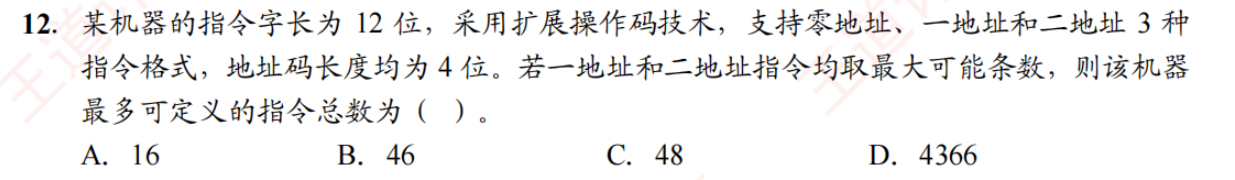 12. 某机器的指令字长为 12 位，采用扩展操作码技术，支持零地址、一地址和二地址 3 种
指令格式，地址码长度均为 4 位。若一地址和二地址指令均取最大可能条数，则该机器
最多可定义的指令总数为（ ）。
A. 16 B. 46 C. 48 D. 4366